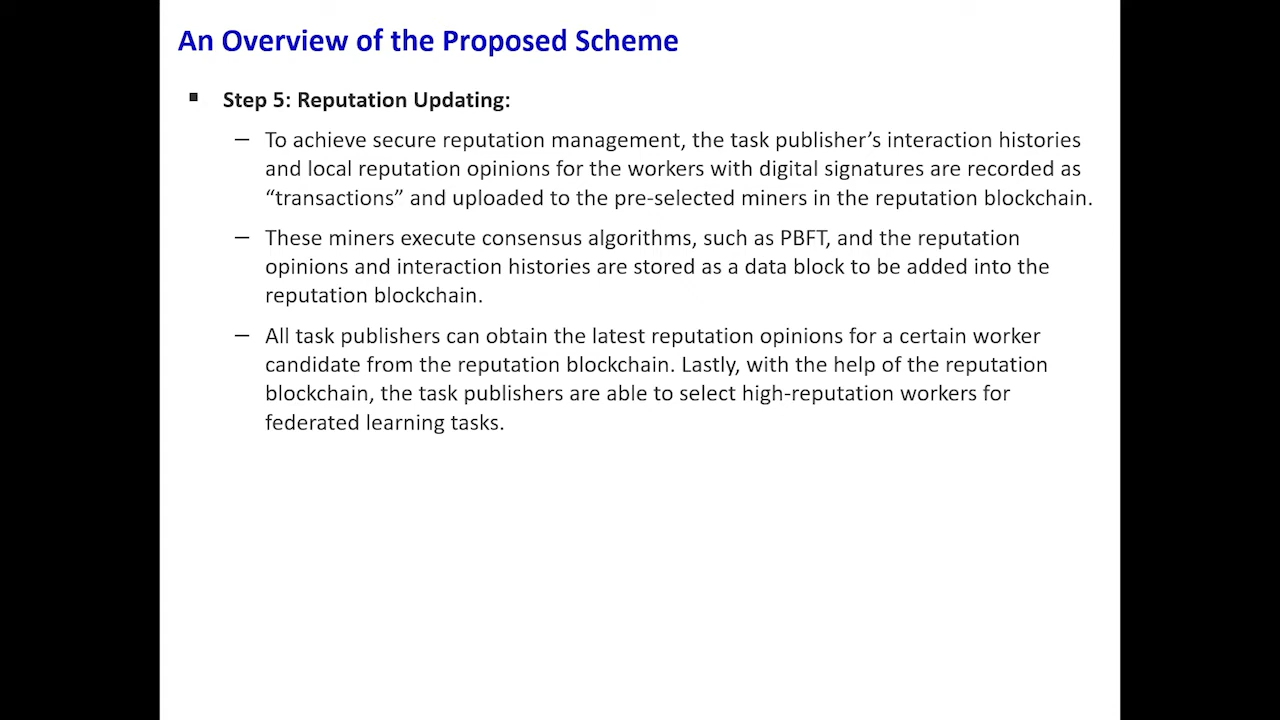 An Overview of the Proposed Scheme
▪ Step 5: Reputation Updating:
– To achieve secure reputation management, the task publisher’s interaction histories
and local reputation opinions for the workers with digital signatures are recorded as
“transactions” and uploaded to the pre-selected miners in the reputation blockchain.
– These miners execute consensus algorithms, such as PBFT, and the reputation
opinions and interaction histories are stored as a data block to be added into the
reputation blockchain.
– All task publishers can obtain the latest reputation opinions for a certain worker
candidate from the reputation blockchain. Lastly, with the help of the reputation
blockchain, the task publishers are able to select high-reputation workers for
federated learning tasks.